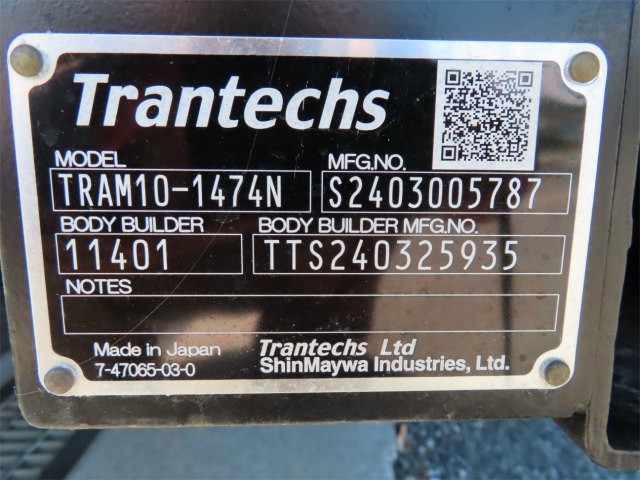 Trantechs
MODEL MFG.NO.
TRAM10-1474N S2403005787
BODY BUILDER BODY BUILDER MFG.NO.
11401 TTS240325935
NOTES
Made in Japan Trantechs Ltd
7-47065-03-0 ShinMaywa Industries, Ltd.